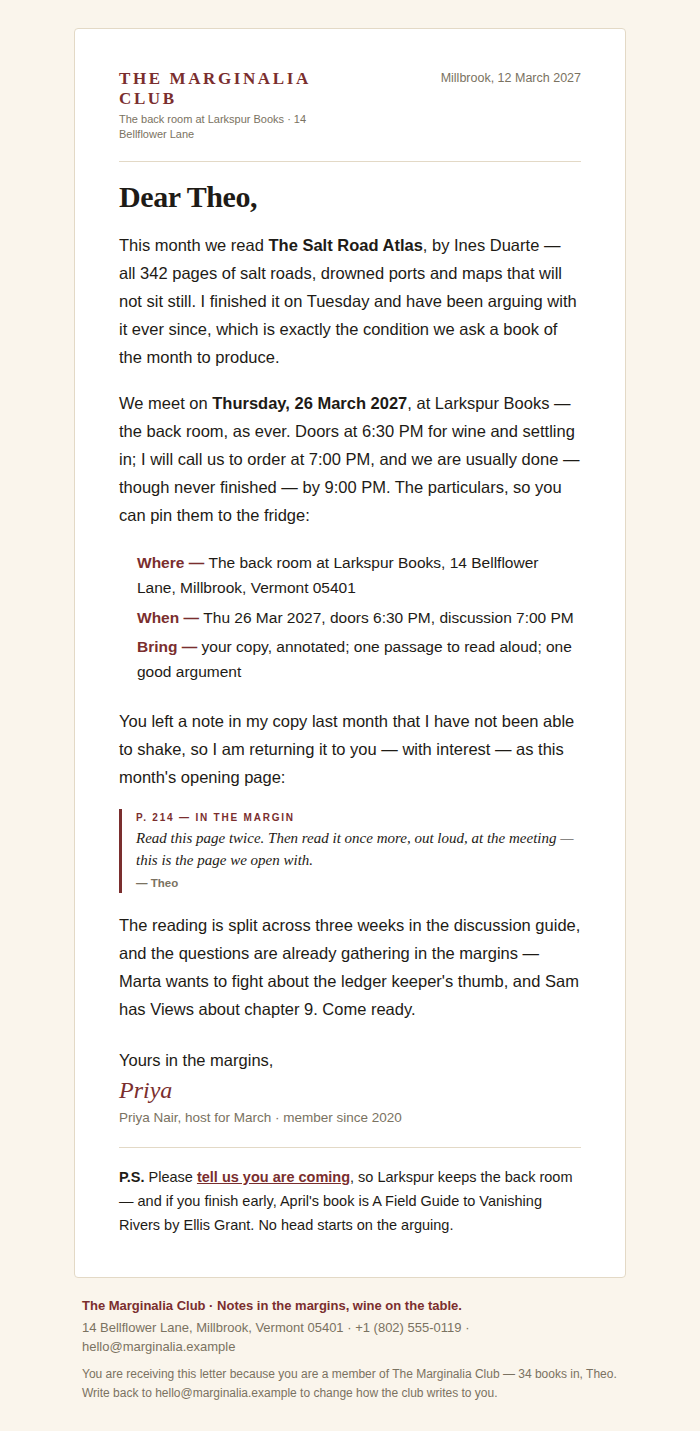 THE MARGINALIA
CLUB
The back room at Larkspur Books · 14
Bellflower Lane
Millbrook, 12 March 2027
Dear Theo,
This month we read The Salt Road Atlas, by Ines Duarte —
all 342 pages of salt roads, drowned ports and maps that will
not sit still. I finished it on Tuesday and have been arguing with
it ever since, which is exactly the condition we ask a book of
the month to produce.
We meet on Thursday, 26 March 2027, at Larkspur Books —
the back room, as ever. Doors at 6:30 PM for wine and settling
in; I will call us to order at 7:00 PM, and we are usually done —
though never finished — by 9:00 PM. The particulars, so you
can pin them to the fridge:
Where — The back room at Larkspur Books, 14 Bellflower
Lane, Millbrook, Vermont 05401
When — Thu 26 Mar 2027, doors 6:30 PM, discussion 7:00 PM
Bring — your copy, annotated; one passage to read aloud; one
good argument
You left a note in my copy last month that I have not been able
to shake, so I am returning it to you — with interest — as this
month's opening page:
P. 214 — IN THE MARGIN
Read this page twice. Then read it once more, out loud, at the meeting —
this is the page we open with.
— Theo
The reading is split across three weeks in the discussion guide,
and the questions are already gathering in the margins —
Marta wants to fight about the ledger keeper's thumb, and Sam
has Views about chapter 9. Come ready.
Yours in the margins,
Priya
Priya Nair, host for March · member since 2020
P.S. Please tell us you are coming, so Larkspur keeps the back room
— and if you finish early, April's book is A Field Guide to Vanishing
Rivers by Ellis Grant. No head starts on the arguing.
The Marginalia Club · Notes in the margins, wine on the table.
14 Bellflower Lane, Millbrook, Vermont 05401 · +1 (802) 555-0119 ·
hello@marginalia.example
You are receiving this letter because you are a member of The Marginalia Club — 34 books in, Theo.
Write back to hello@marginalia.example to change how the club writes to you.